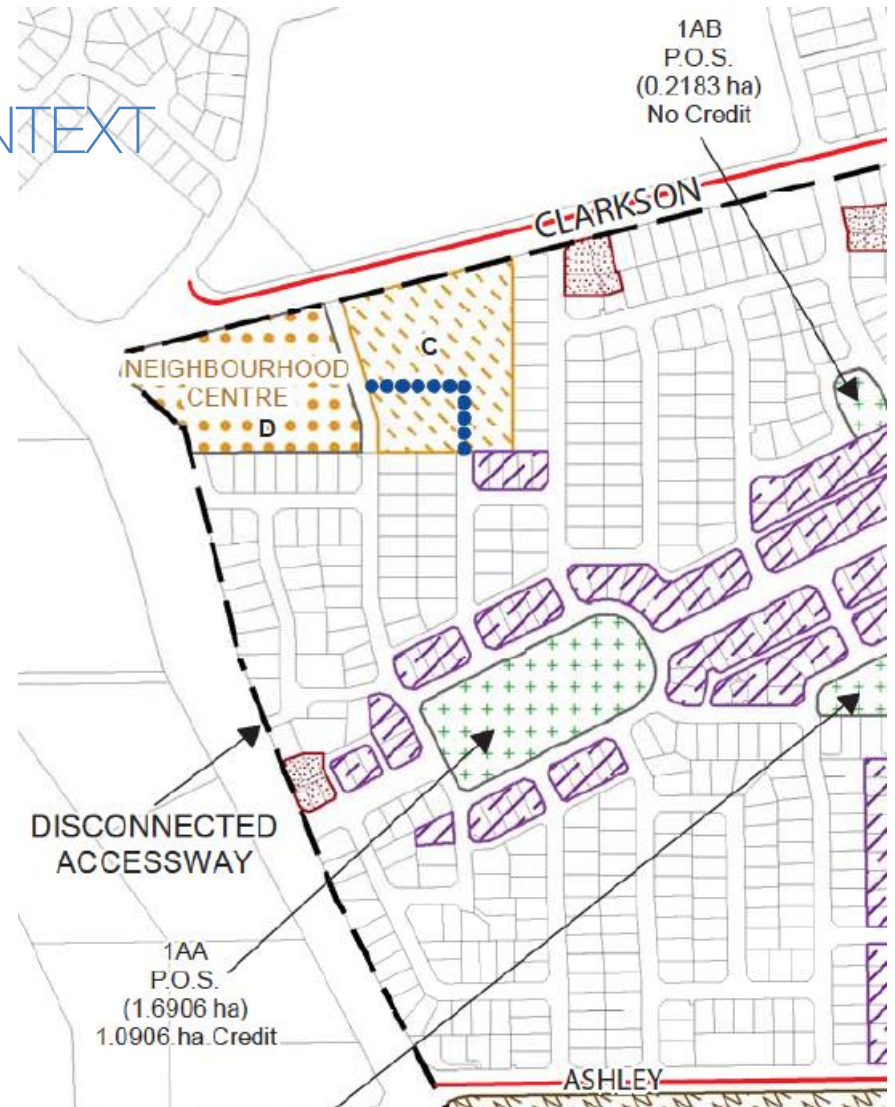 1AB
P.O.S.
(0.2183 ha)
No Credit
CLARKSON
C
NEIGHBOURHOOD
CENTRE
D
DISCONNECTED
ACCESSWAY
1AA
P.O.S.
(1.6906 ha)
1.0906 ha Credit
ASHLEY